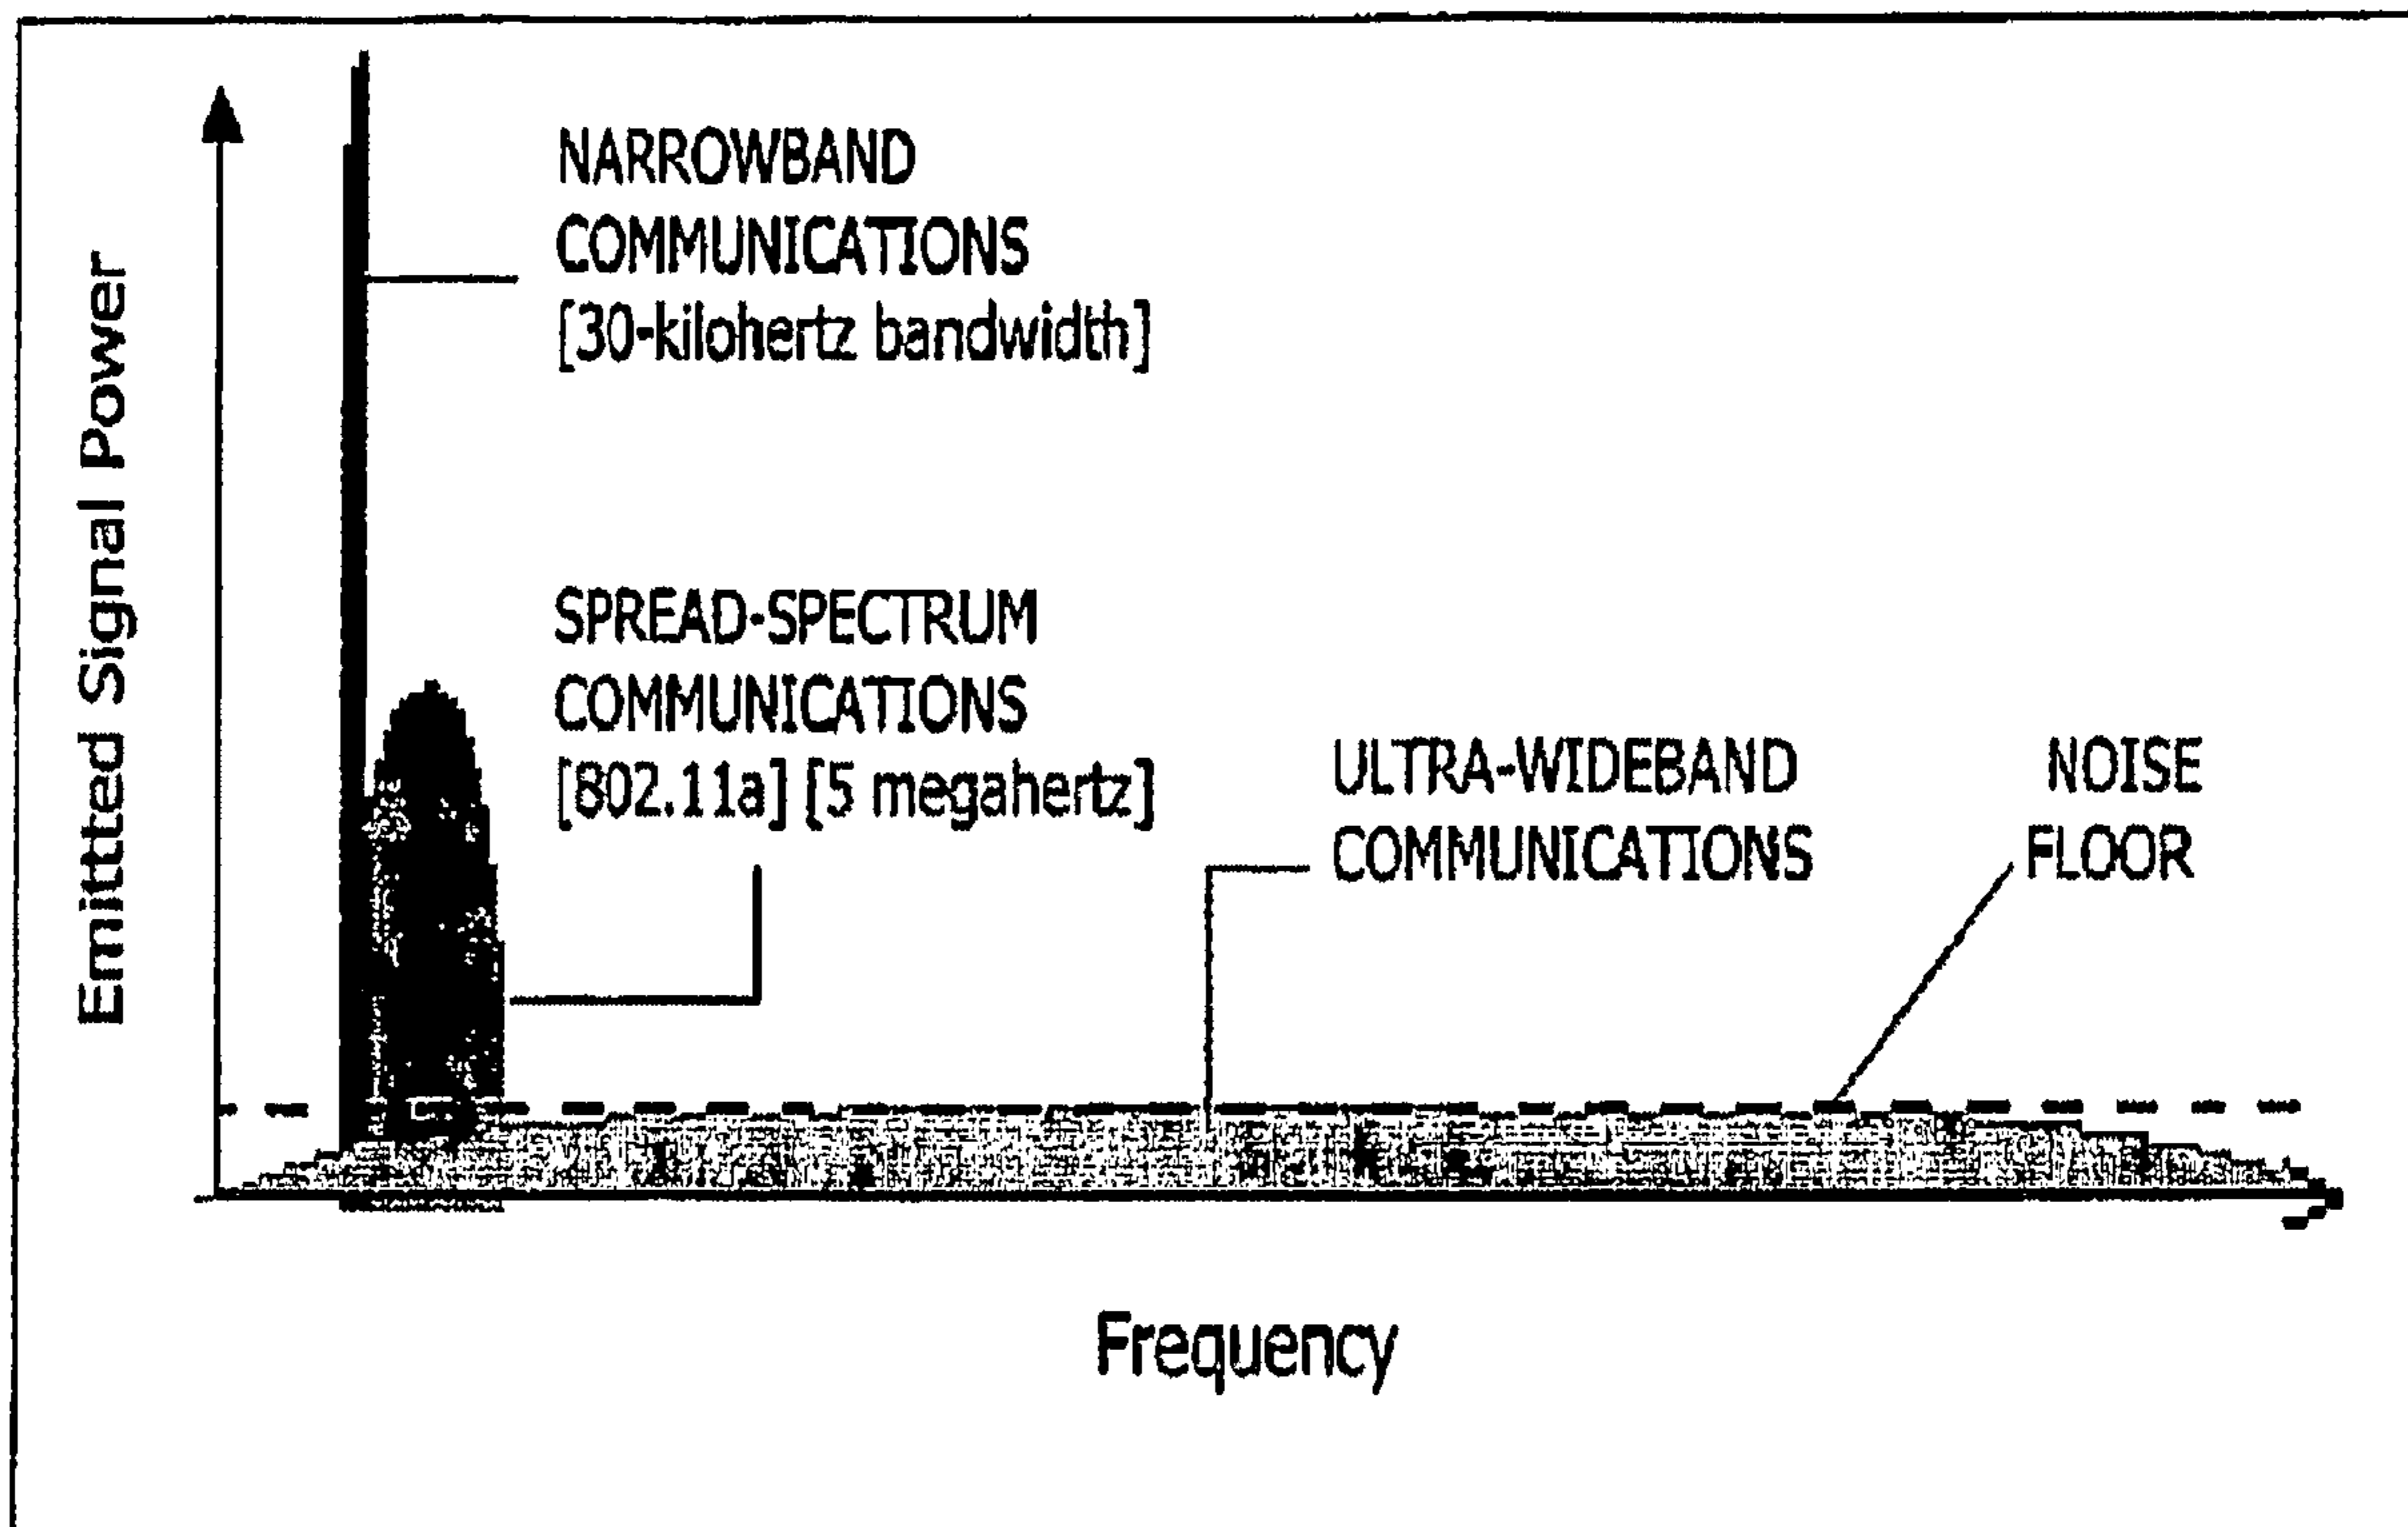 Emitted Signal Power
NARROWBAND
COMMUNICATIONS
[30-kilohertz bandwidth]
SPREAD-SPECTRUM
COMMUNICATIONS
[802.11a] [5 megahertz]
ULTRA-WIDEBAND
COMMUNICATIONS
NOISE
FLOOR
Frequency